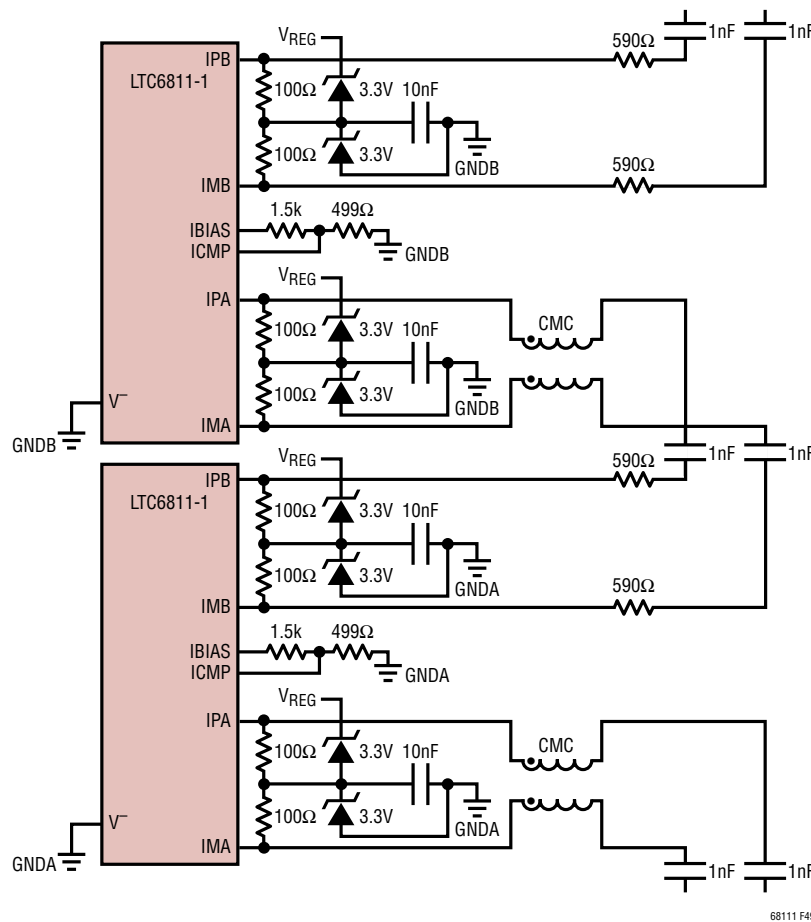 VREG
590Ω
1nF
1nF
IPB
LTC6811-1
100Ω
3.3V
10nF
100Ω
3.3V
GNDB
590Ω
IMB
1.5k
499Ω
IBIAS
ICMP
GNDB
VREG
IPA
CMC
100Ω
3.3V
10nF
100Ω
3.3V
GNDB
V–
GNDB
IMA
1nF
1nF
VREG
590Ω
IPB
LTC6811-1
100Ω
3.3V
10nF
100Ω
3.3V
GNDA
590Ω
IMB
1.5k
499Ω
IBIAS
ICMP
GNDA
VREG
IPA
CMC
100Ω
3.3V
10nF
100Ω
3.3V
GNDA
V–
GNDA
IMA
1nF
1nF